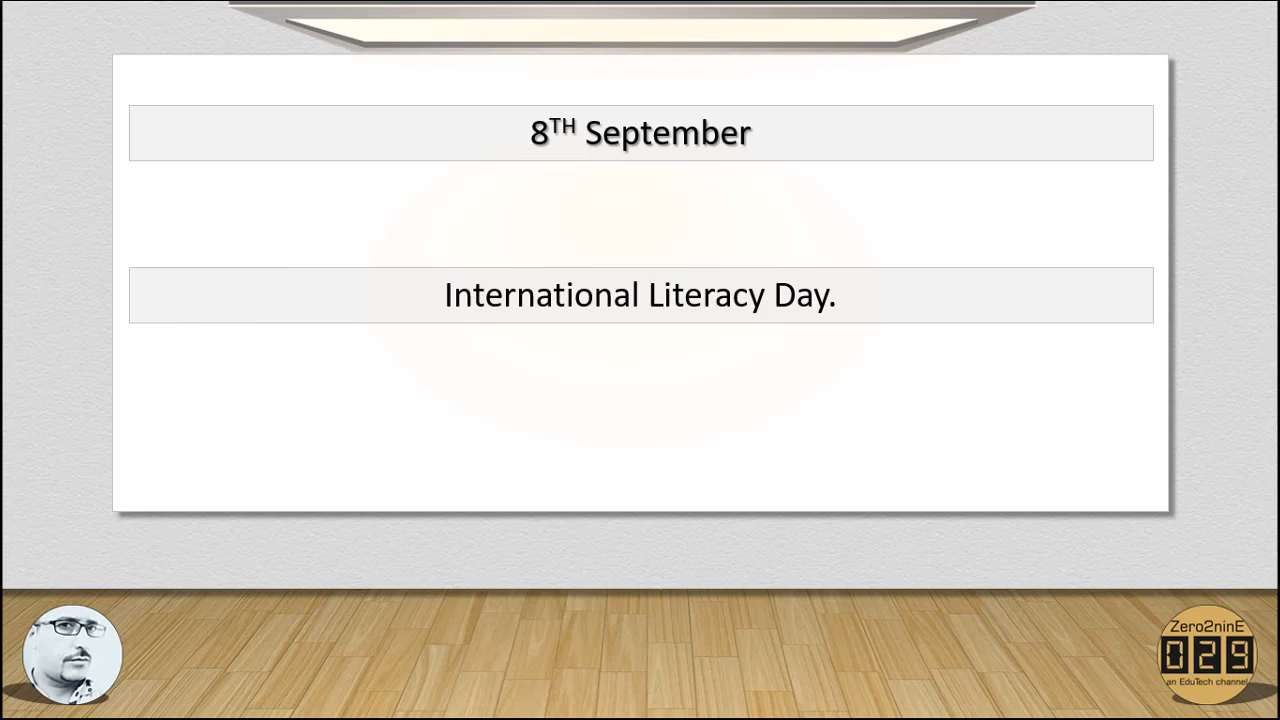 8TH September
International Literacy Day.
Zero2ninE
029
an EduTech channel